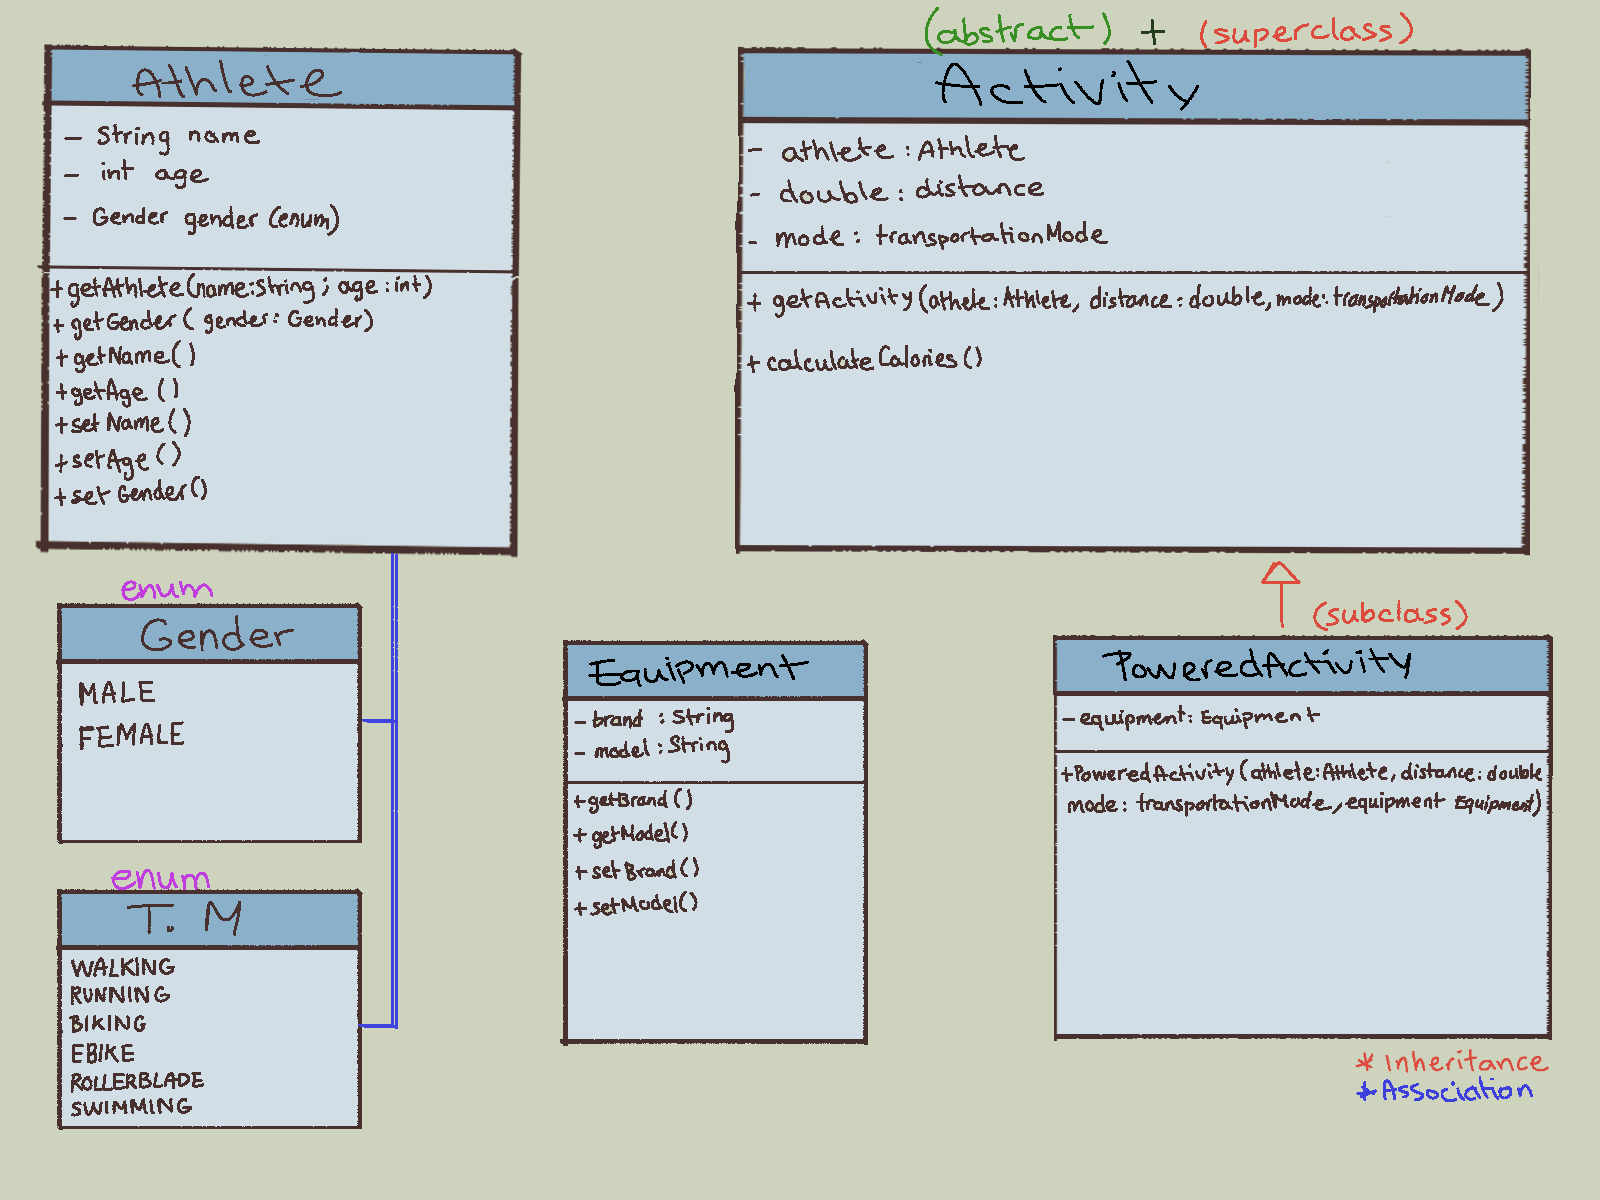 Athlete
- String name
- int age
- Gender gender (enum)
+getAthlete(name:String; age:int)
+getGender( gender: Gender)
+getName()
+getAge ()
+set Name()
+setAge ()
+set Gender()
(abstract) + (superclass)
Activity
- athlete : Athlete
- double : distance
- mode : transportationMode
+ getActivity(athele:Athlete, distance:double, mode: transportationMode)
+ calculate Calories ()
enum
Gender
MALE
FEMALE
enum
T. M
WALKING
RUNNING
BIKING
EBIKE
ROLLERBLADE
SWIMMING
Equipment
- brand : String
- model : String
+getBrand ()
+ getModel()
+ setBrand()
+setModel()
(subclass)
PoweredActivity
- equipment: Equipment
+PoweredActivity (athlete:Athlete, distance: double
mode: transportationMode, equipment Equipment)
* Inheritance
* Association